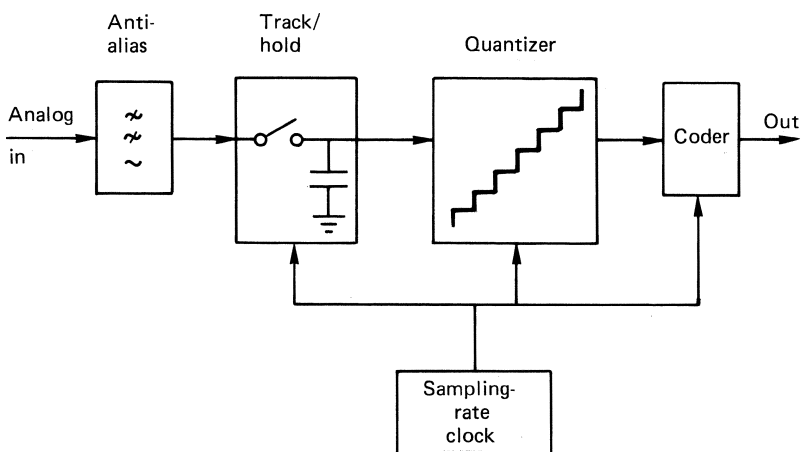 Anti-
alias
Track/
hold
Quantizer
Analog
in
Coder
Out
Sampling-
rate
clock